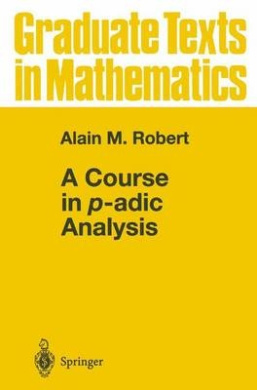 Graduate Texts
in Mathematics
Alain M. Robert
A Course
in p-adic
Analysis
Springer